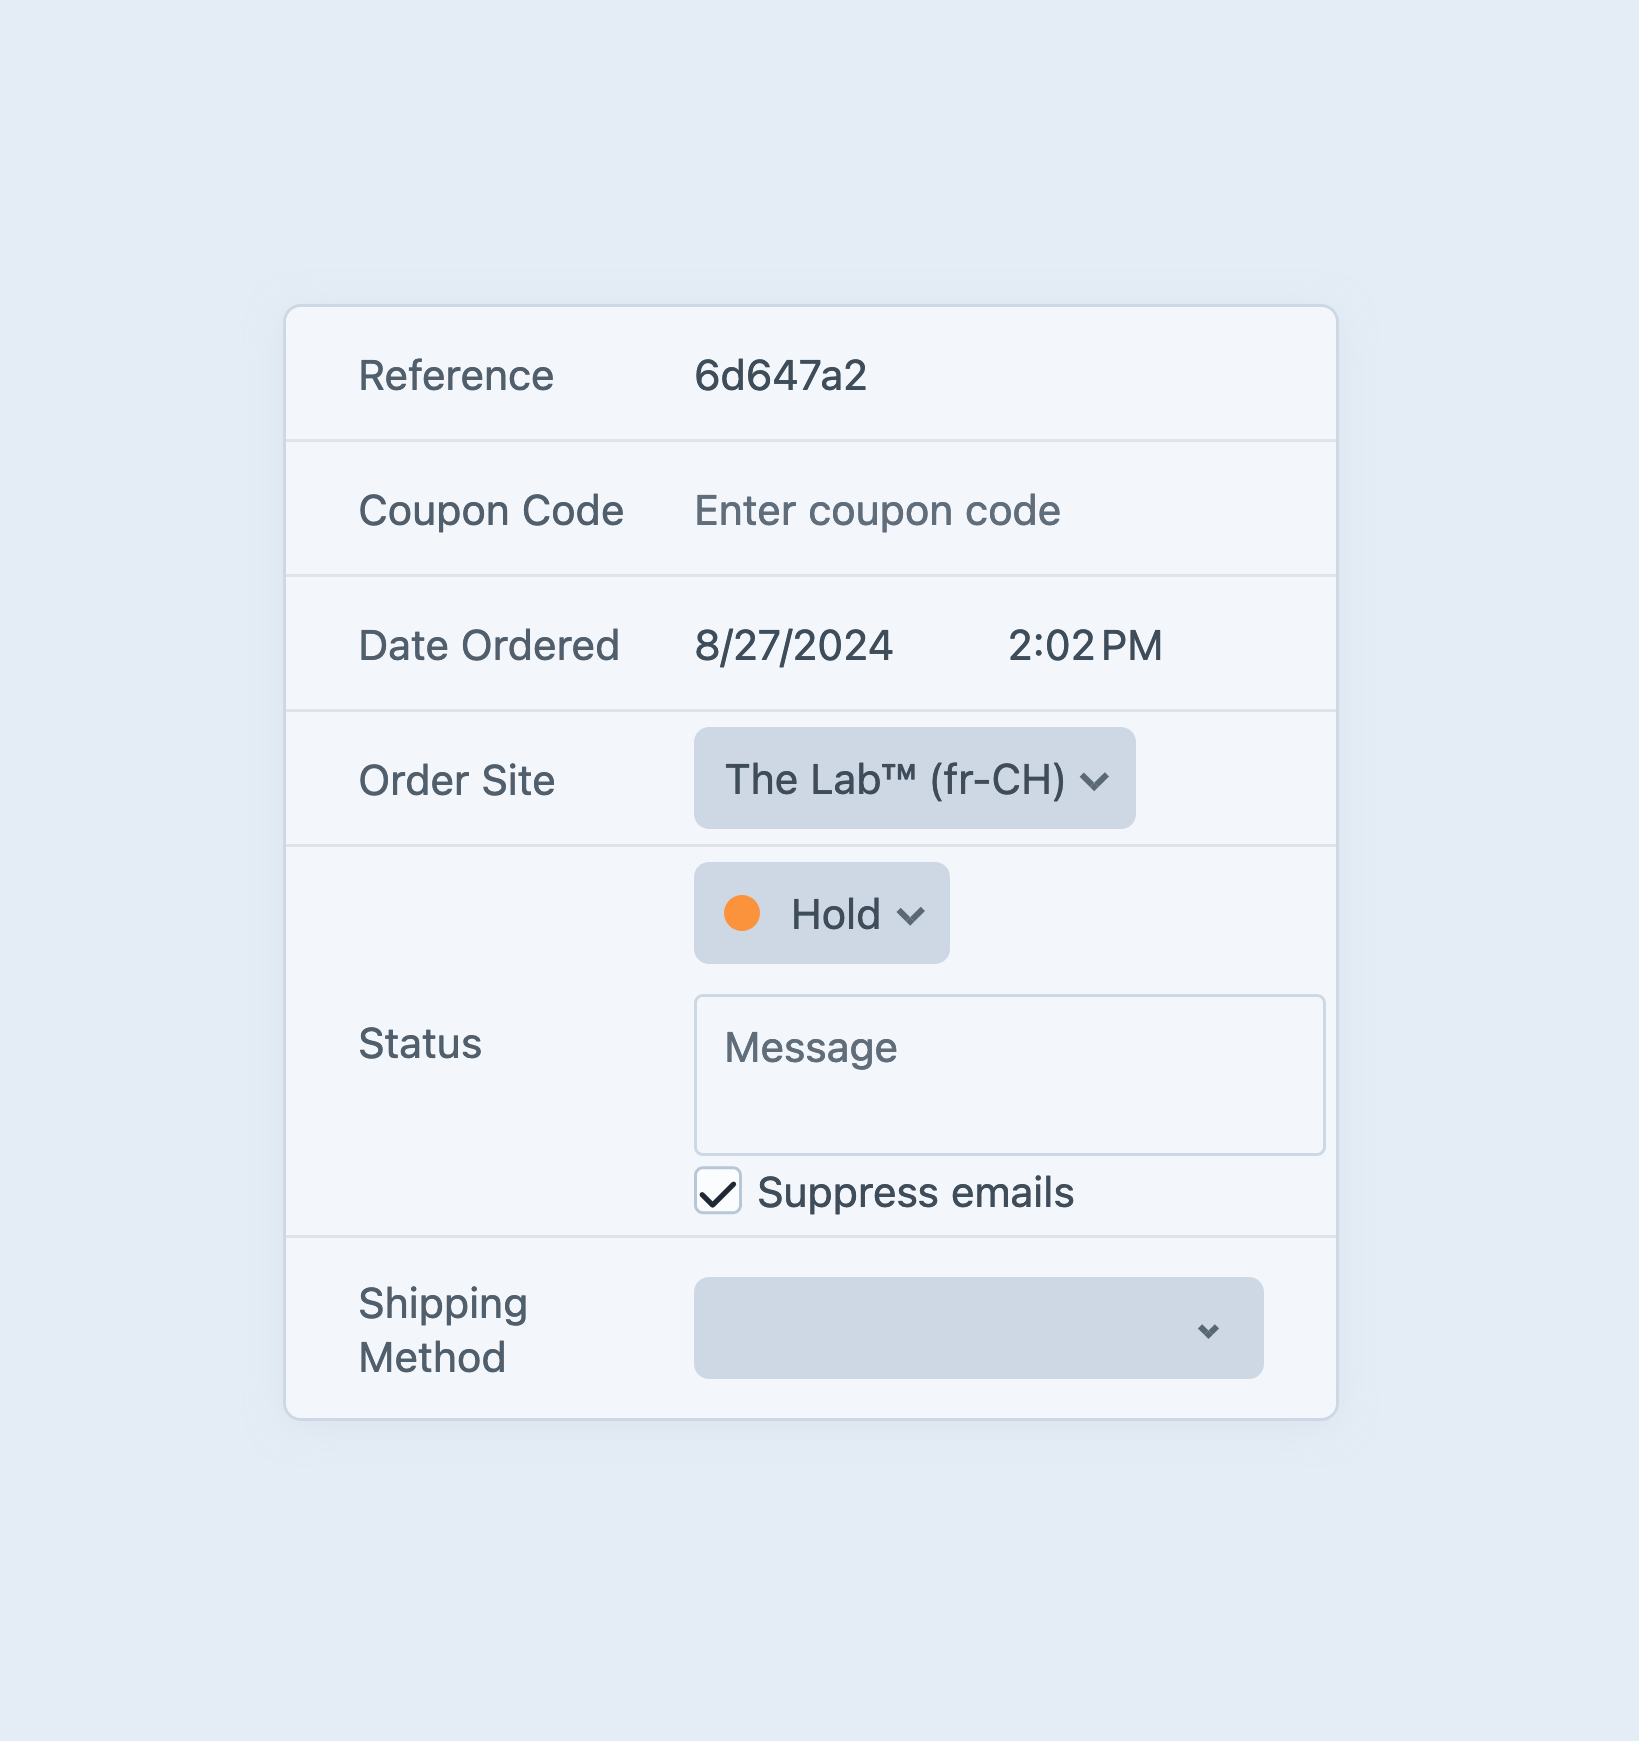 Reference 6d647a2
Coupon Code Enter coupon code
Date Ordered 8/27/2024 2:02 PM
Order Site The Lab™ (fr-CH)
Hold
Status
Message
Suppress emails
Shipping
Method